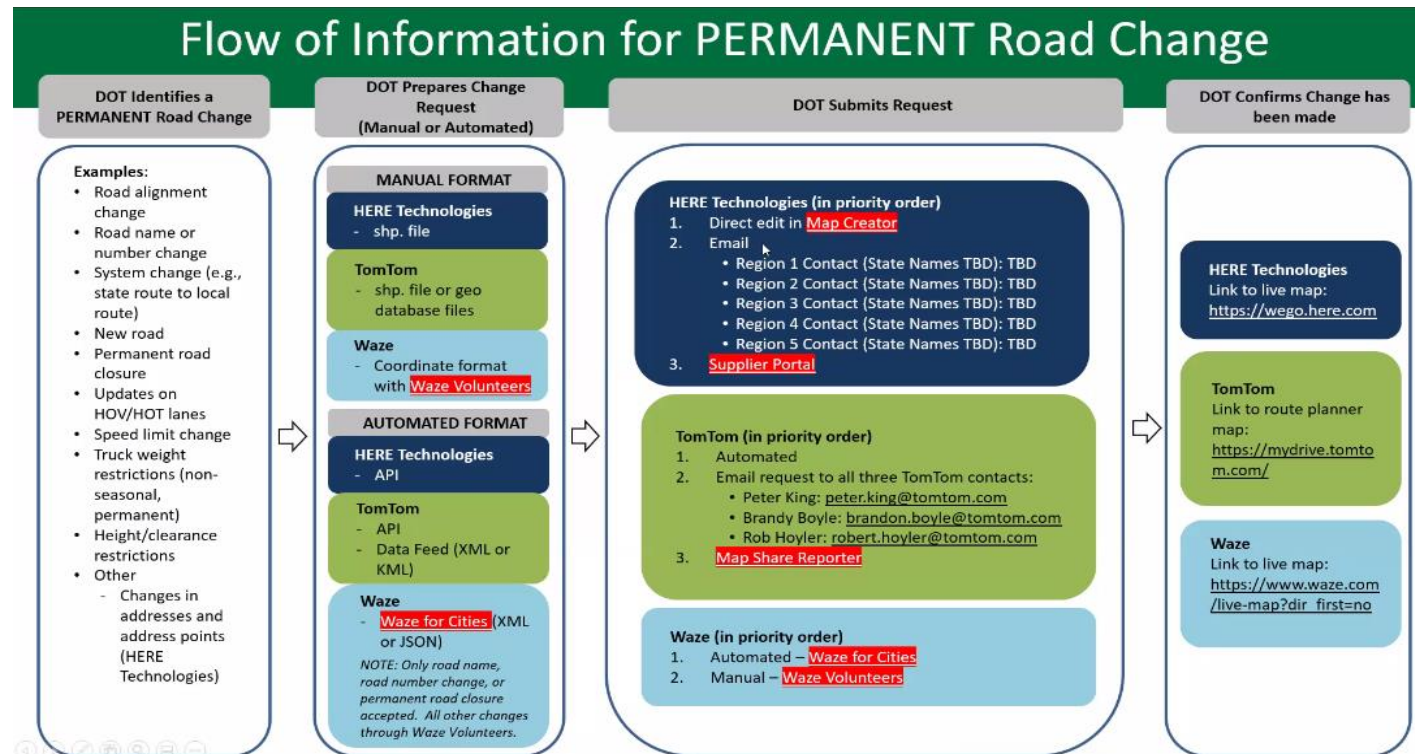 Flow of Information for PERMANENT Road Change
DOT Identifies a
PERMANENT Road Change
Examples:
• Road alignment
change
• Road name or
number change
• System change (e.g.,
state route to local
route)
• New road
• Permanent road
closure
• Updates on
HOV/HOT lanes
• Speed limit change
• Truck weight
restrictions (non-
seasonal,
permanent)
• Height/clearance
restrictions
• Other
- Changes in
addresses and
address points
(HERE
Technologies)
DOT Prepares Change
Request
(Manual or Automated)
MANUAL FORMAT
HERE Technologies
- shp. file
TomTom
- shp. file or geo
database files
Waze
- Coordinate format
with Waze Volunteers
AUTOMATED FORMAT
HERE Technologies
- API
TomTom
- API
- Data Feed (XML or
KML)
Waze
- Waze for Cities (XML
or JSON)
NOTE: Only road name,
road number change, or
permanent road closure
accepted. All other changes
through Waze Volunteers.
DOT Submits Request
HERE Technologies (in priority order)
1. Direct edit in Map Creator
2. Email
• Region 1 Contact (State Names TBD): TBD
• Region 2 Contact (State Names TBD): TBD
• Region 3 Contact (State Names TBD): TBD
• Region 4 Contact (State Names TBD): TBD
• Region 5 Contact (State Names TBD): TBD
3. Supplier Portal
TomTom (in priority order)
1. Automated
2. Email request to all three TomTom contacts:
• Peter King: peter.king@tomtom.com
• Brandy Boyle: brandon.boyle@tomtom.com
• Rob Hoyler: robert.hoyler@tomtom.com
3. Map Share Reporter
Waze (in priority order)
1. Automated – Waze for Cities
2. Manual – Waze Volunteers
DOT Confirms Change has
been made
HERE Technologies
Link to live map:
https://wego.here.com
TomTom
Link to route planner
map:
https://mydrive.tomto
m.com/
Waze
Link to live map:
https://www.waze.com
/live-map?dir_first=no